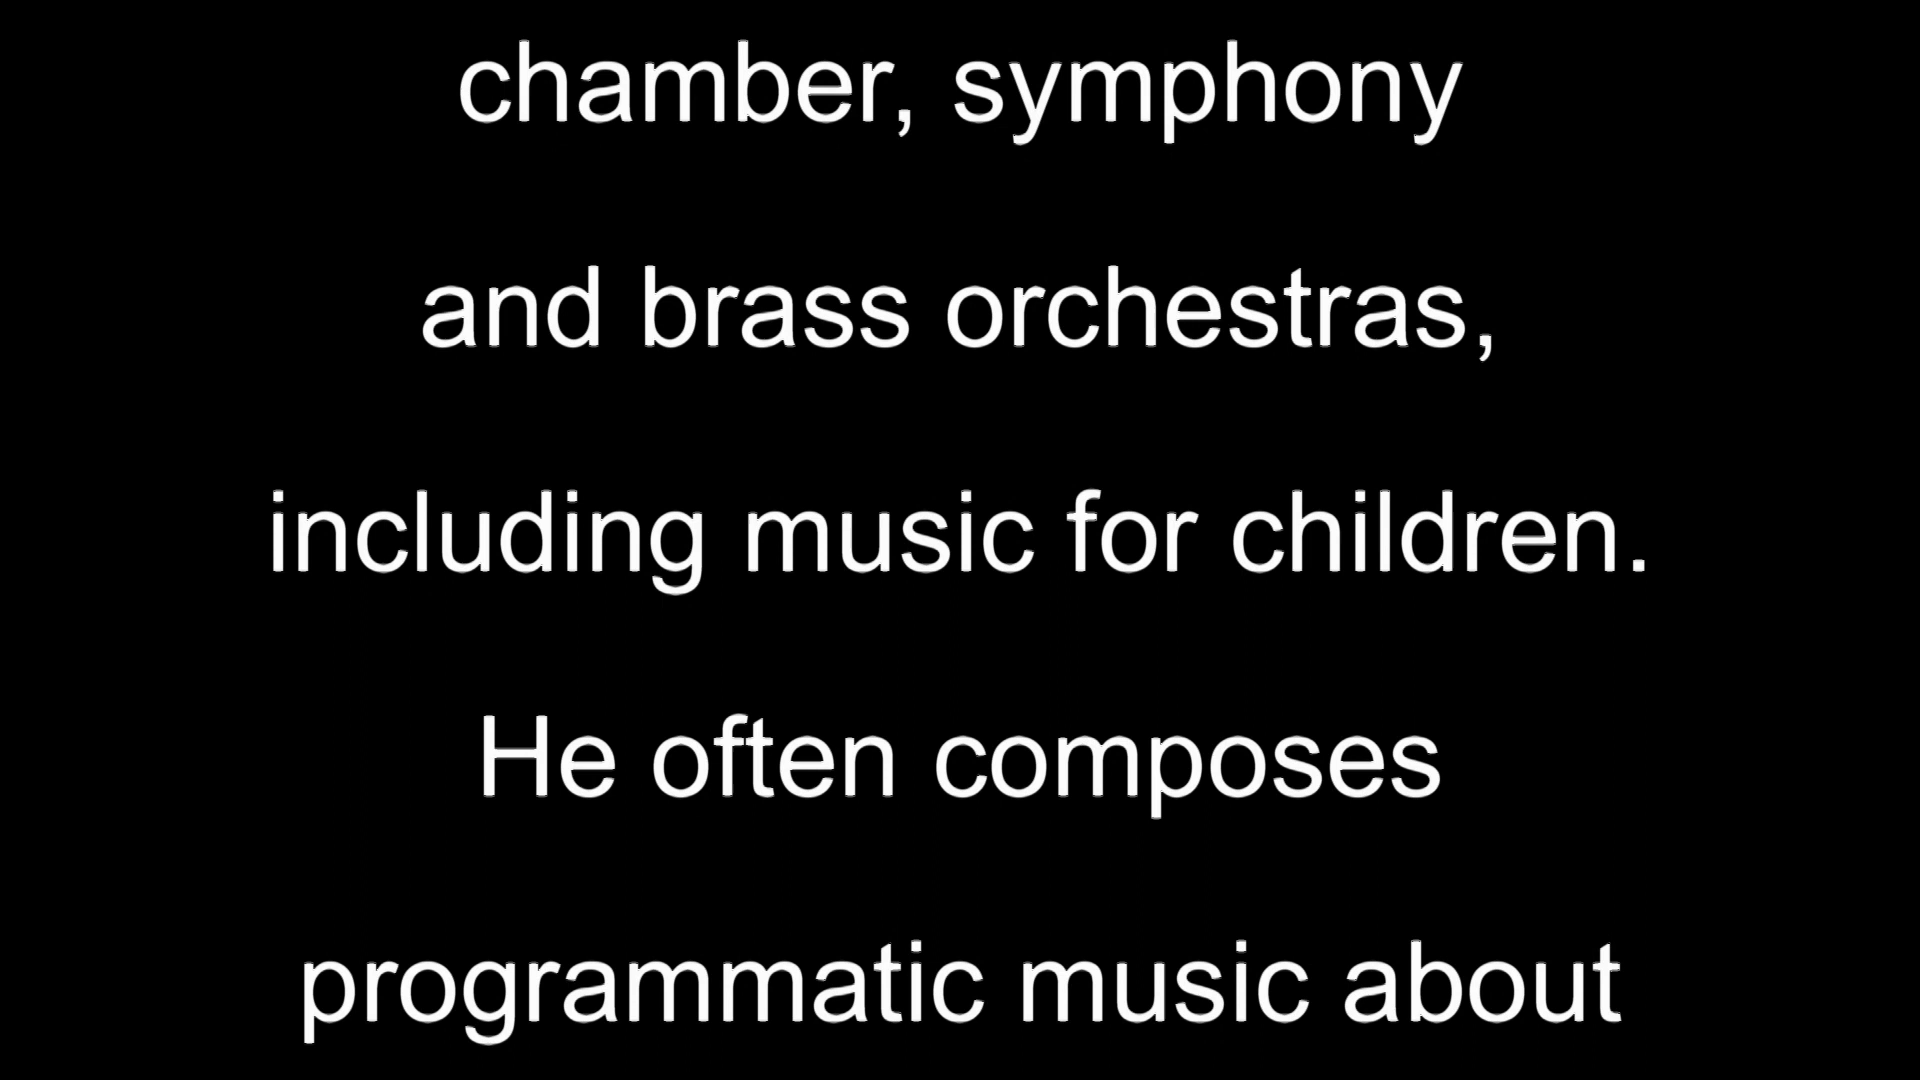 chamber, symphony
and brass orchestras,
including music for children.
He often composes
programmatic music about